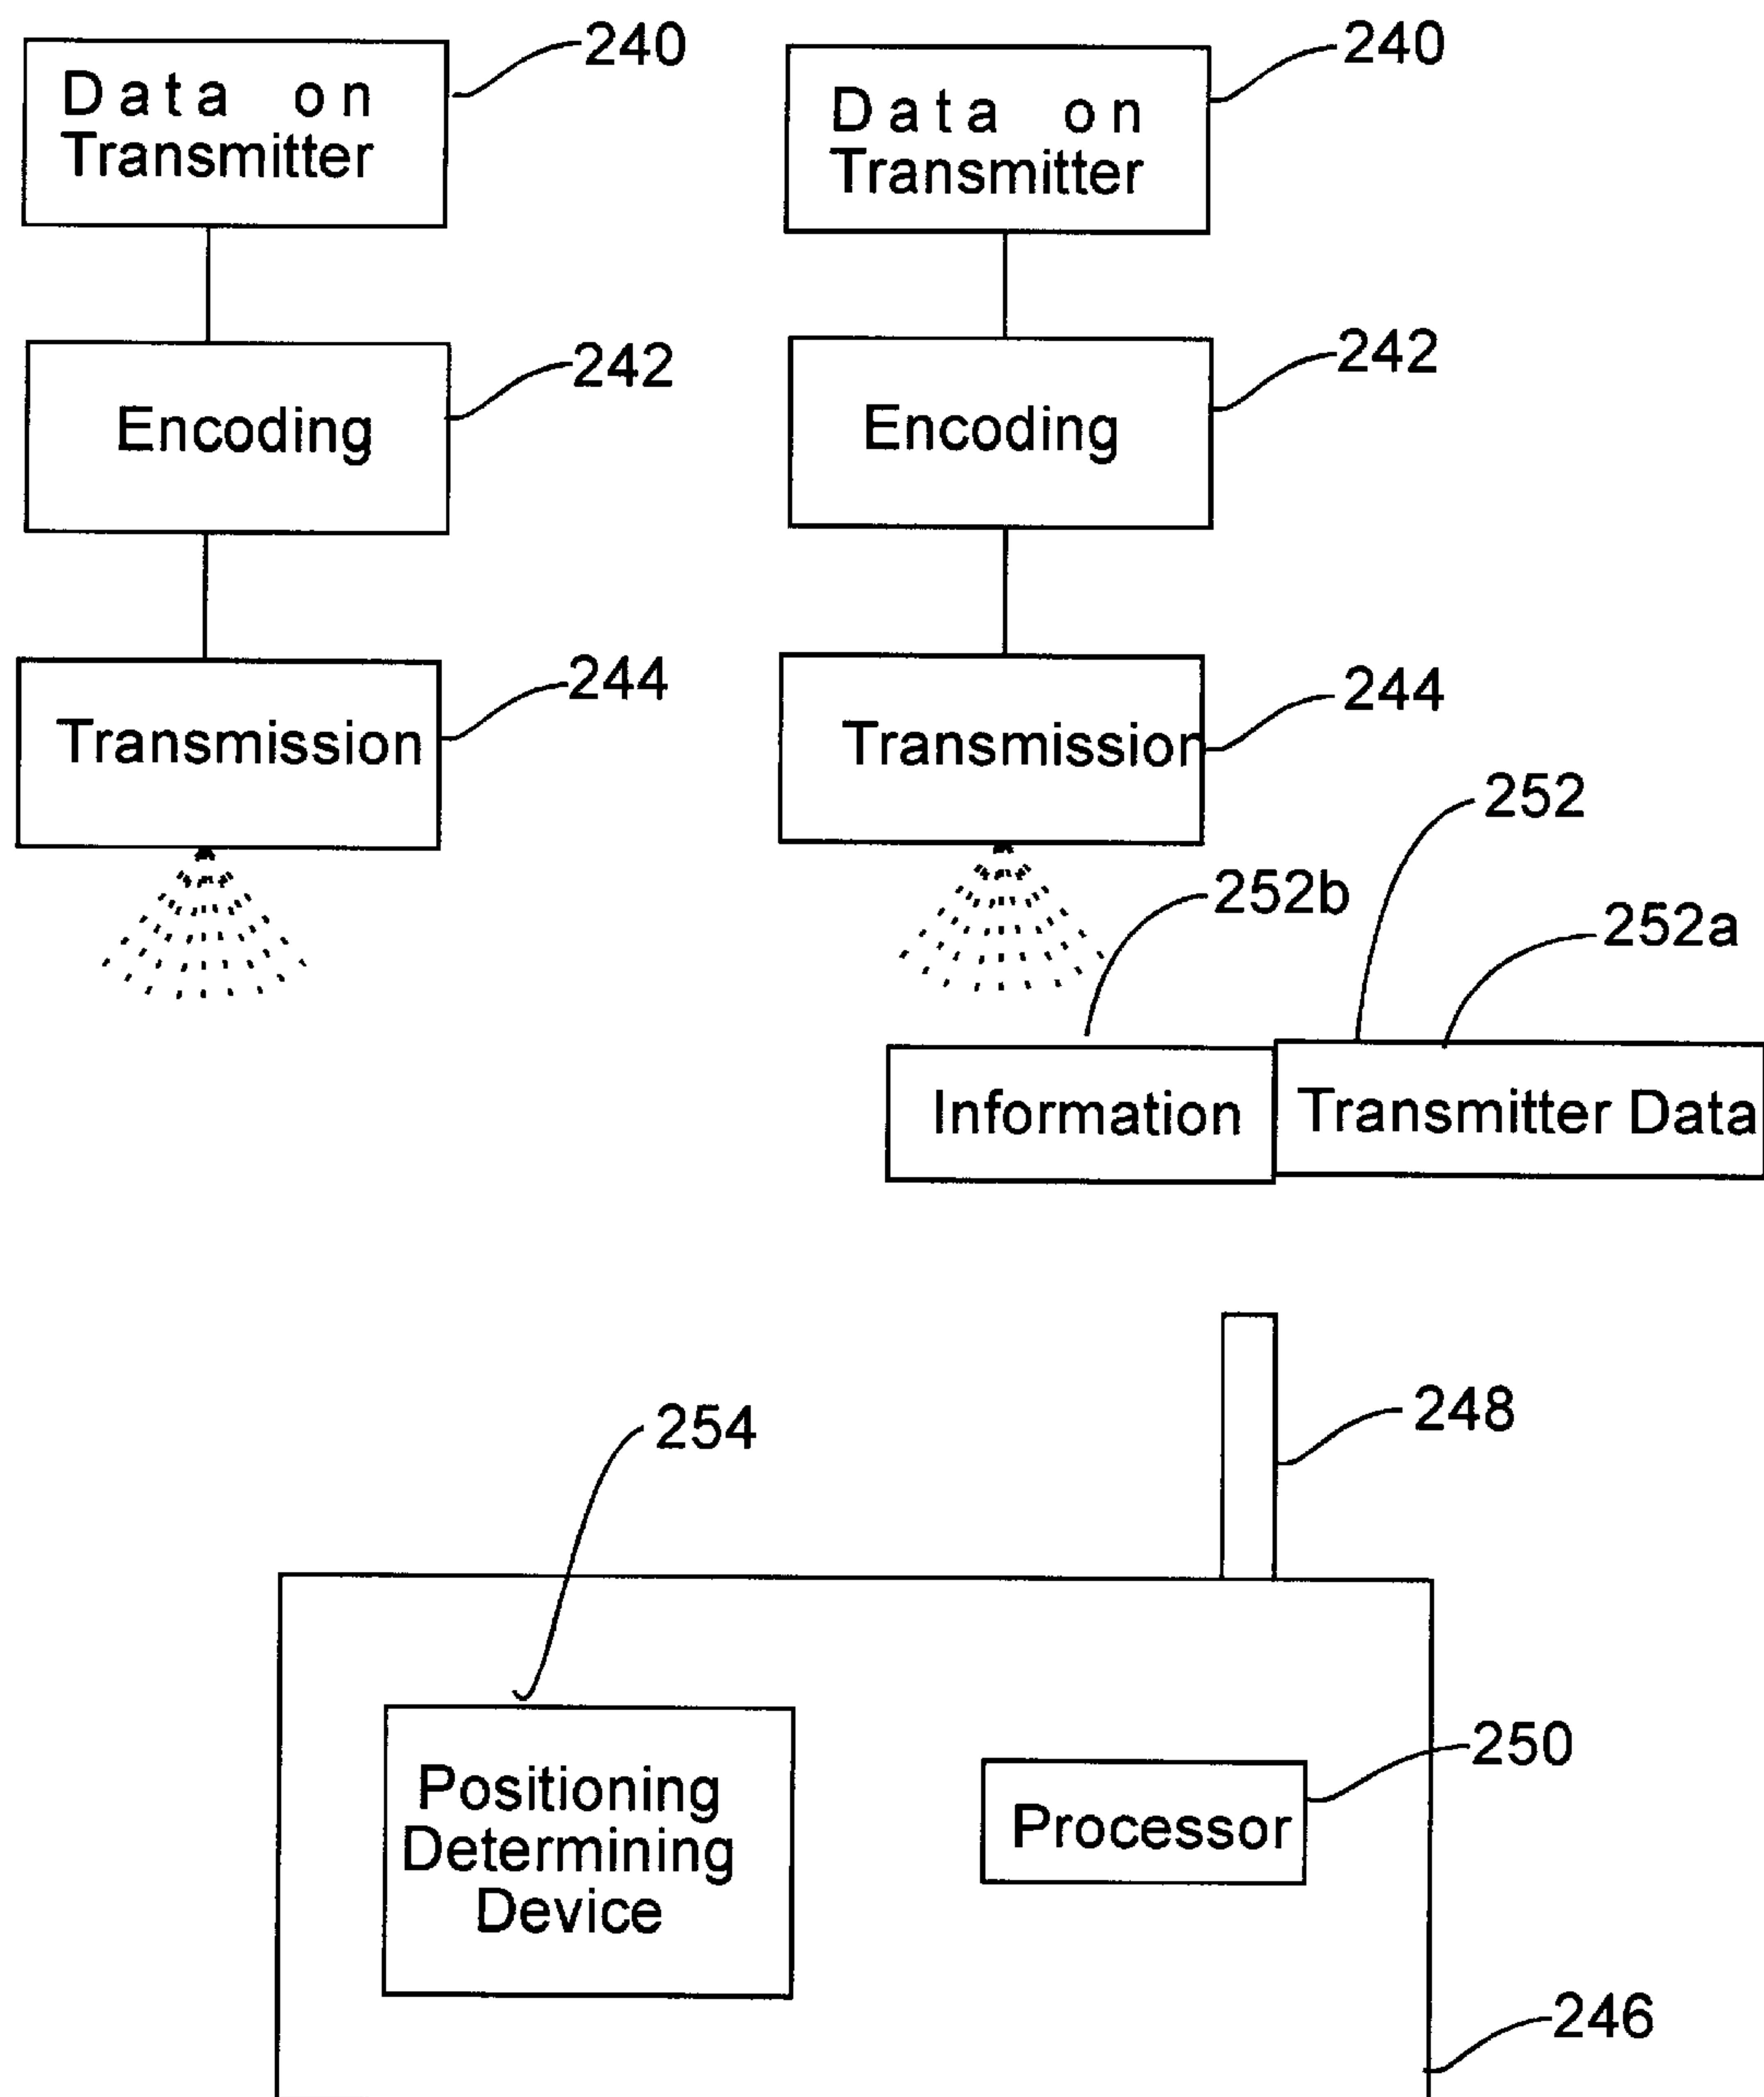 240
Data on
Transmitter
240
Data on
Transmitter
242
Encoding
242
Encoding
244
Transmission
244
Transmission
252
252b
252a
Information
Transmitter Data
248
254
Positioning
Determining
Device
250
Processor
246